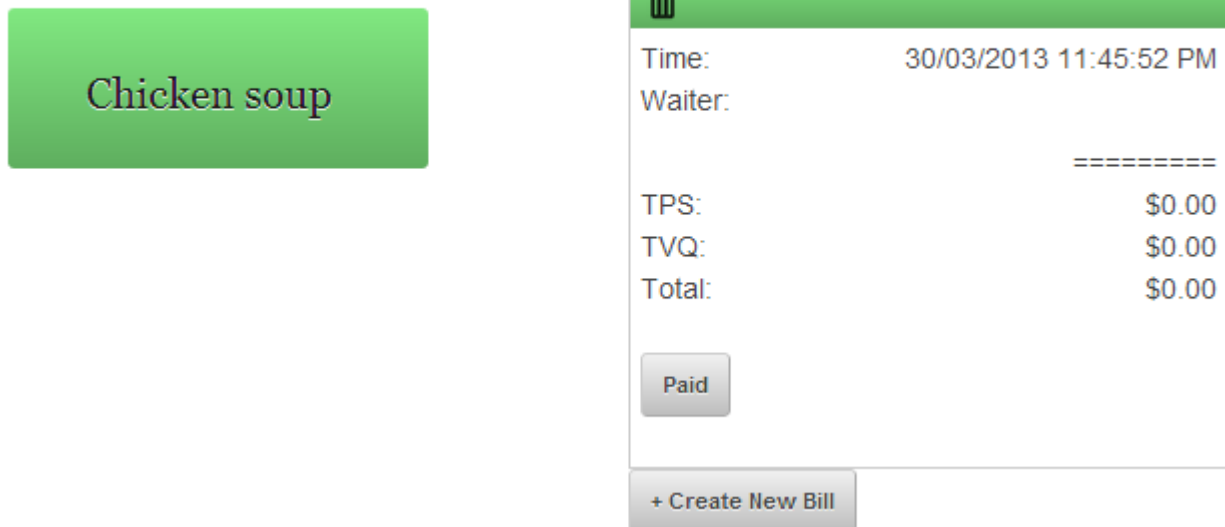 Chicken soup
Time: 30/03/2013 11:45:52 PM
Waiter:
=========
TPS: $0.00
TVQ: $0.00
Total: $0.00
Paid
+ Create New Bill